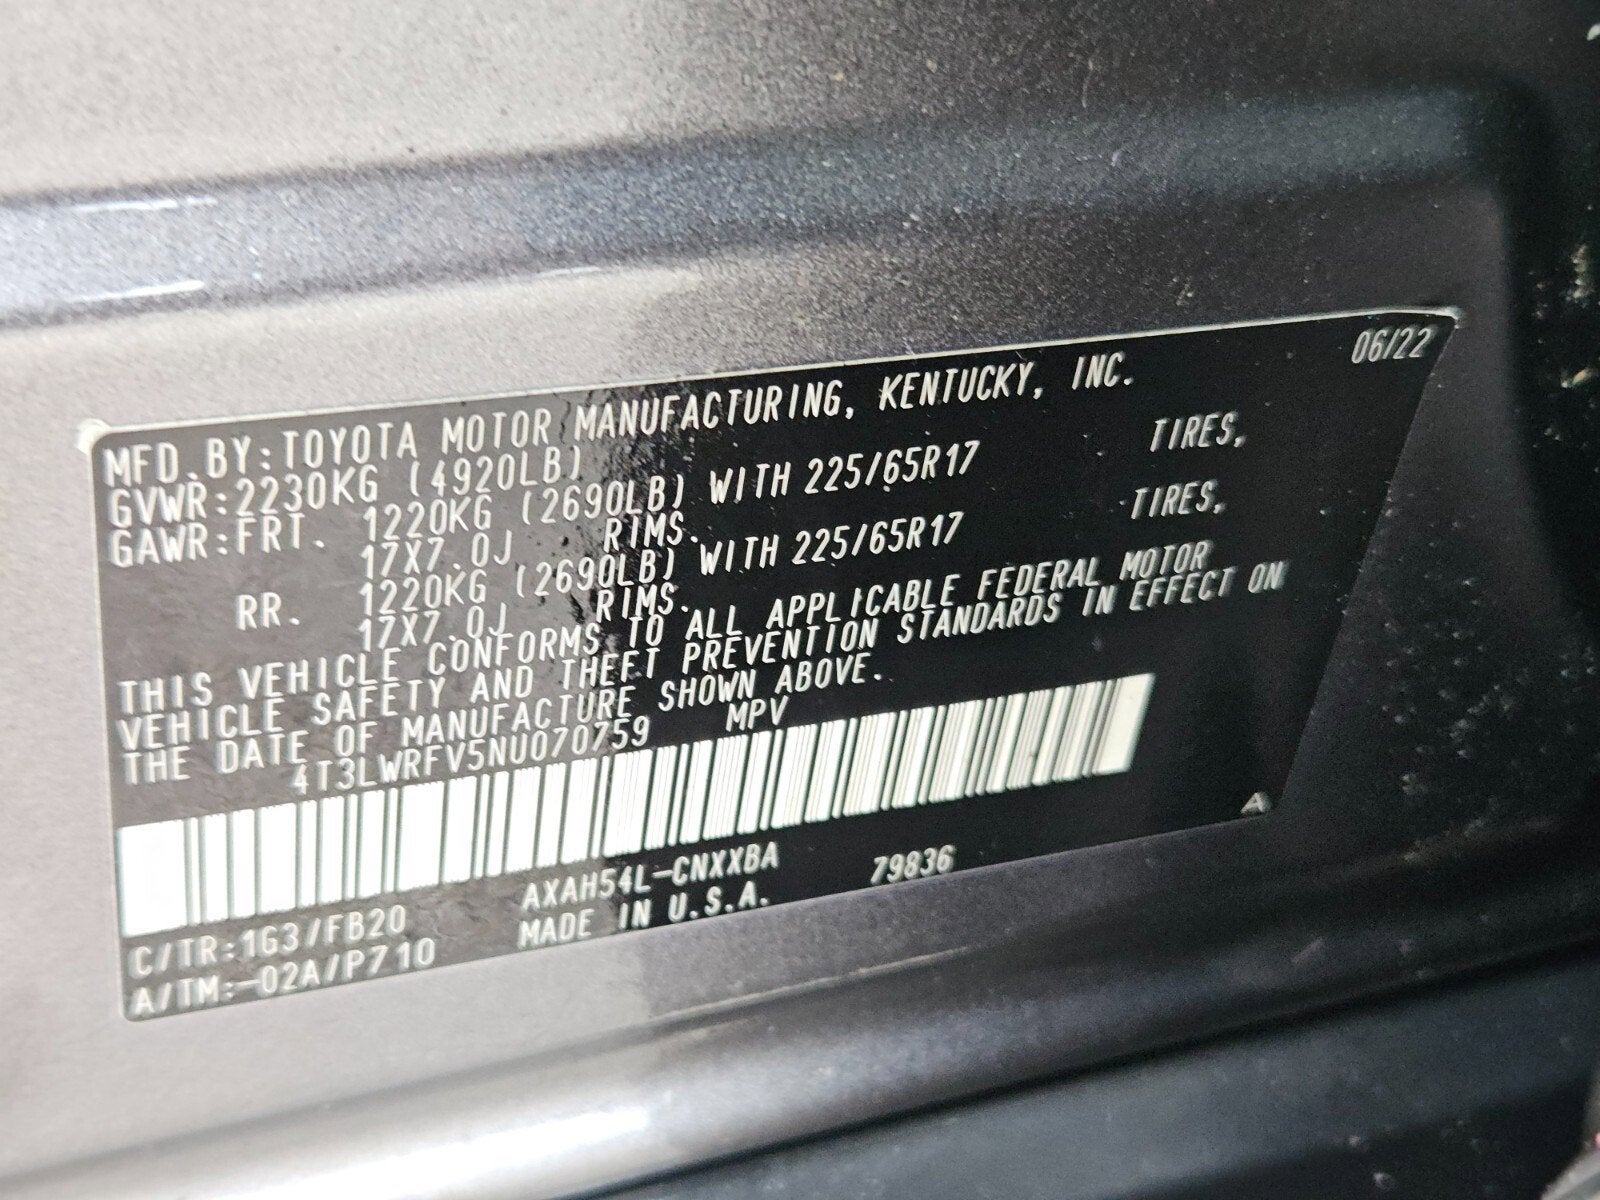 06/22
MFD.BY:TOYOTA MOTOR MANUFACTURING, KENTUCKY, INC.
GVWR:2230KG (4920LB)
GAWR:FRT. 1220KG (2690LB) WITH 225/65R17 TIRES,
17X7.0J RIMS.
RR. 1220KG (2690LB) WITH 225/65R17 TIRES,
17X7.0J RIMS.
THIS VEHICLE CONFORMS TO ALL APPLICABLE FEDERAL MOTOR
VEHICLE SAFETY AND THEFT PREVENTION STANDARDS IN EFFECT ON
THE DATE OF MANUFACTURE SHOWN ABOVE.
4T3LWRFV5NU070759 MPV
A
C/TR:1G3/FB20 AXAH54L-CNXXBA 79836
A/TM:-02A/P710 MADE IN U.S.A.